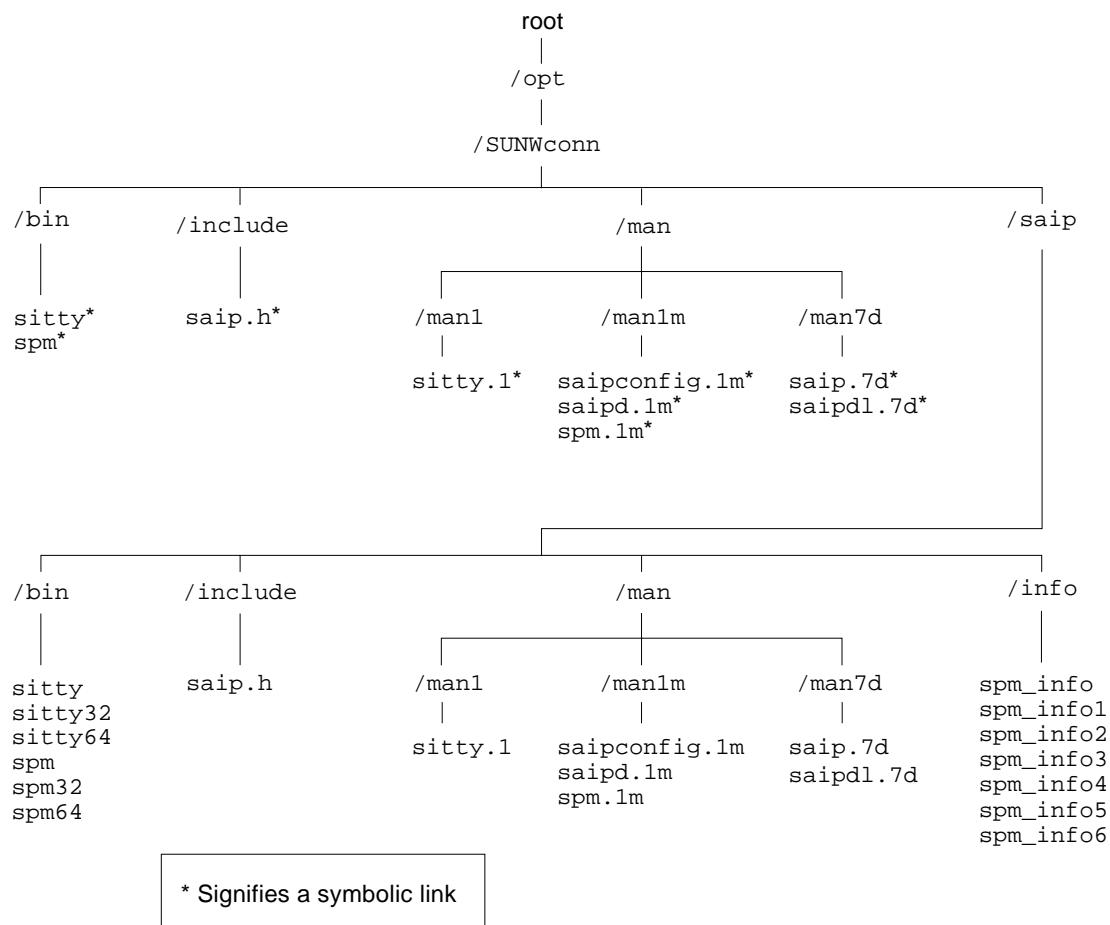 root
/opt
/SUNWconn
/bin /include /man /saip
sitty* saip.h* /man1 /man1m /man7d
spm*
sitty.1* saipconfig.1m* saip.7d*
saipd.1m* saipdl.7d*
spm.1m*
/bin /include /man /info
sitty saip.h /man1 /man1m /man7d spm_info
sitty32 spm_info1
sitty64 sitty.1 saipconfig.1m saip.7d spm_info2
spm saipd.1m saipdl.7d spm_info3
spm32 spm.1m spm_info4
spm64 spm_info5
spm_info6
* Signifies a symbolic link